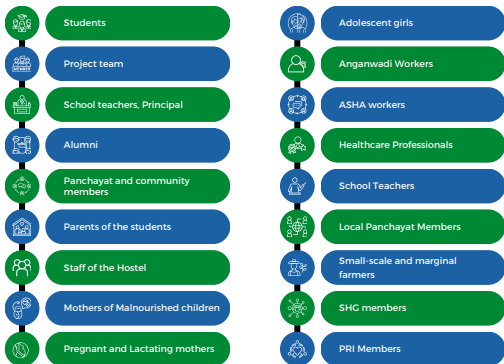 Students
Project team
School teachers, Principal
Alumni
Panchayat and community
members
Parents of the students
Staff of the Hostel
Mothers of Malnourished children
Pregnant and Lactating mothers
Adolescent girls
Anganwadi Workers
ASHA workers
Healthcare Professionals
School Teachers
Local Panchayat Members
Small-scale and marginal
farmers
SHG members
PRI Members